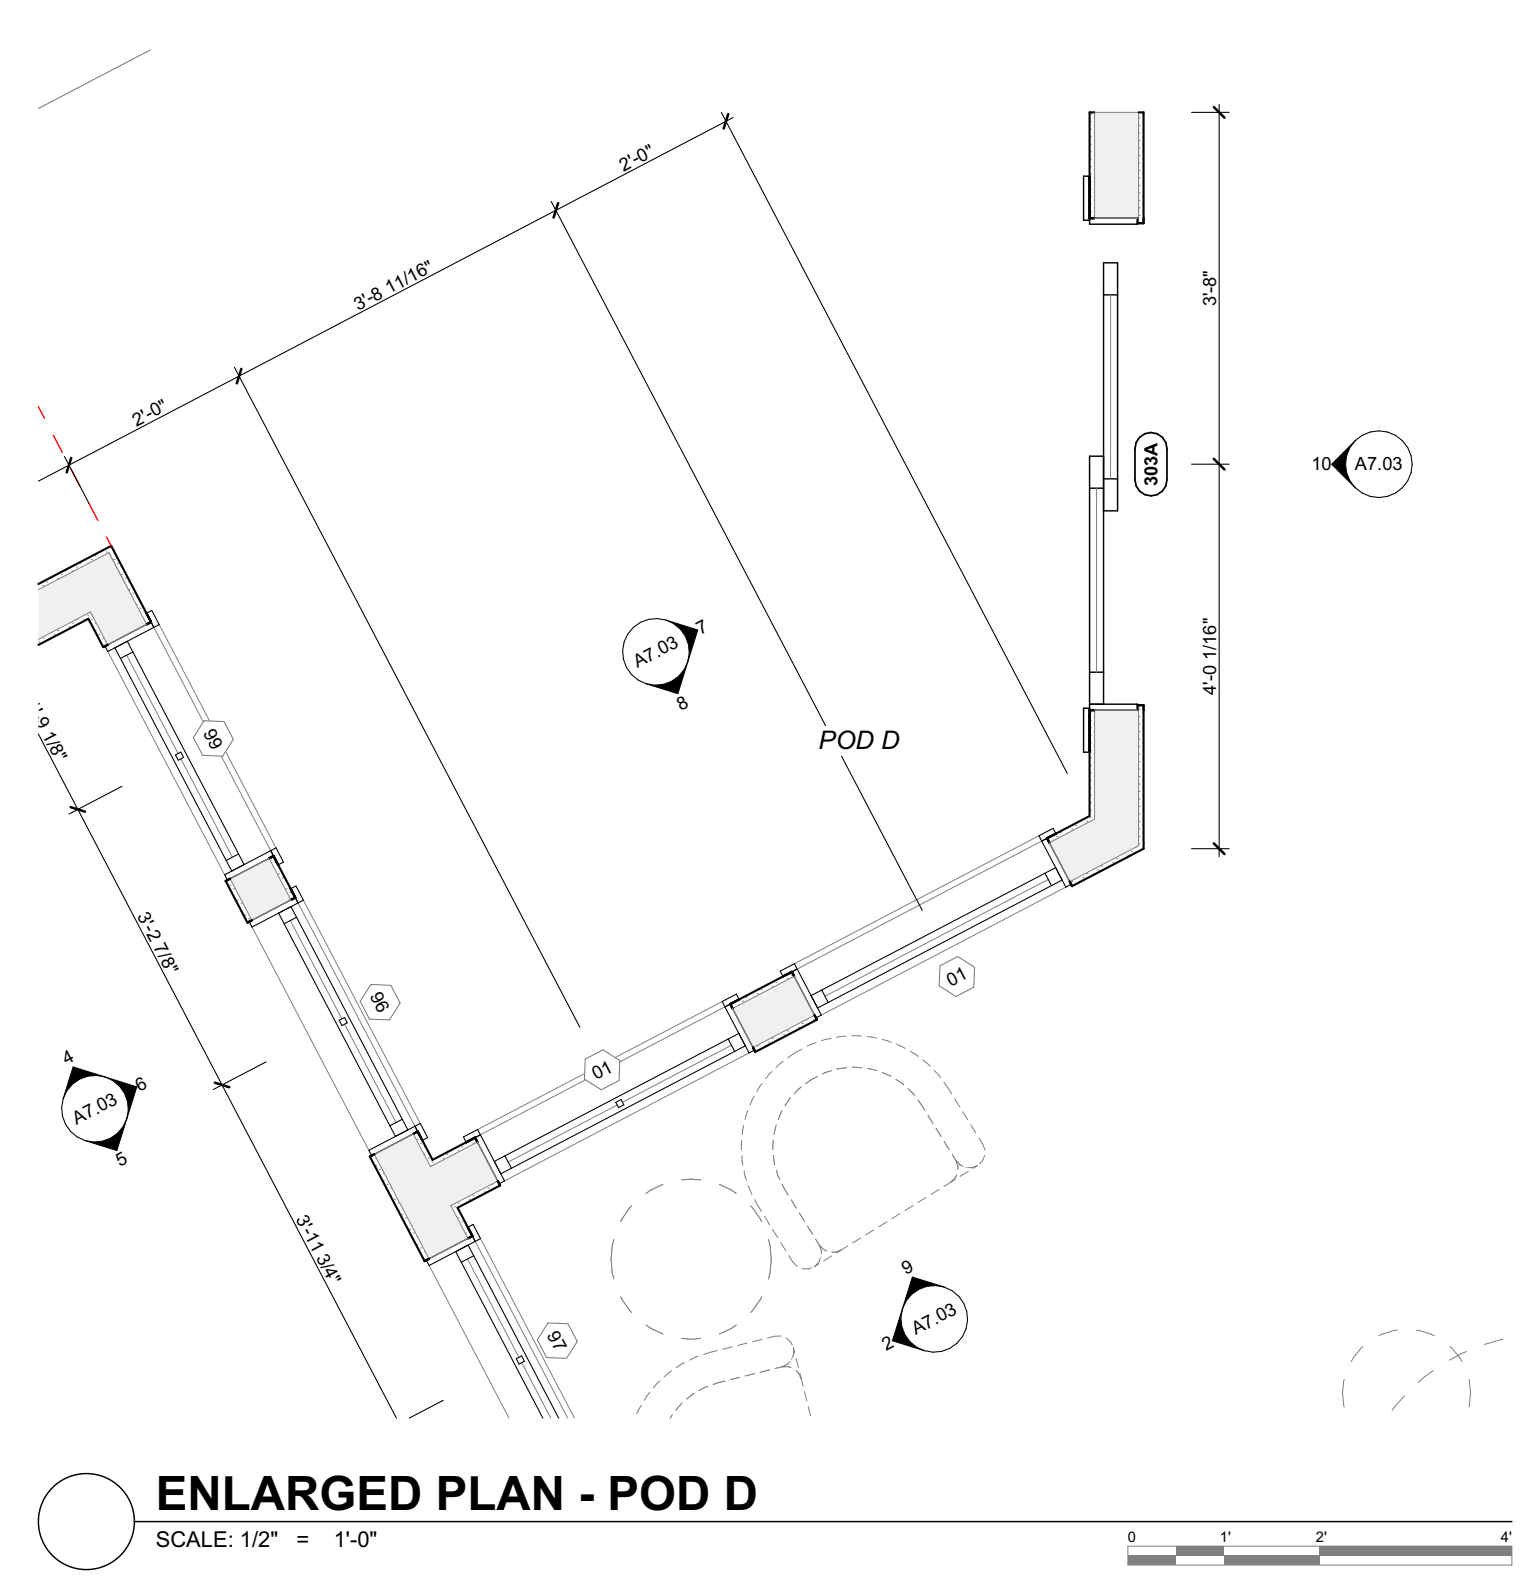 2'-0"
3'-8 11/16"
2'-0"
3'-8"
303A
10
A7.03
4'-0 1/16"
7
A7.03
8
POD D
99
9 1/8"
3'-2 7/8"
96
01
01
4
6
A7.03
5
3'-11 3/4"
97
9
A7.03
2
ENLARGED PLAN - POD D
SCALE: 1/2" = 1'-0"
0 1' 2' 4'